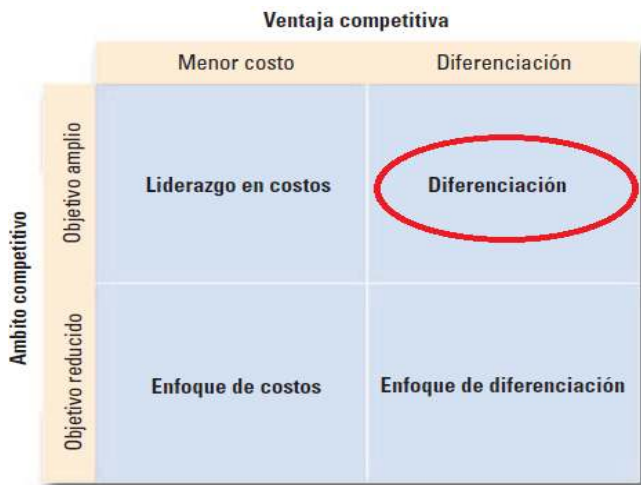 Ventaja competitiva
Menor costo
Diferenciación
Ambito competitivo
Objetivo amplio
Liderazgo en costos
Diferenciación
Objetivo reducido
Enfoque de costos
Enfoque de diferenciación